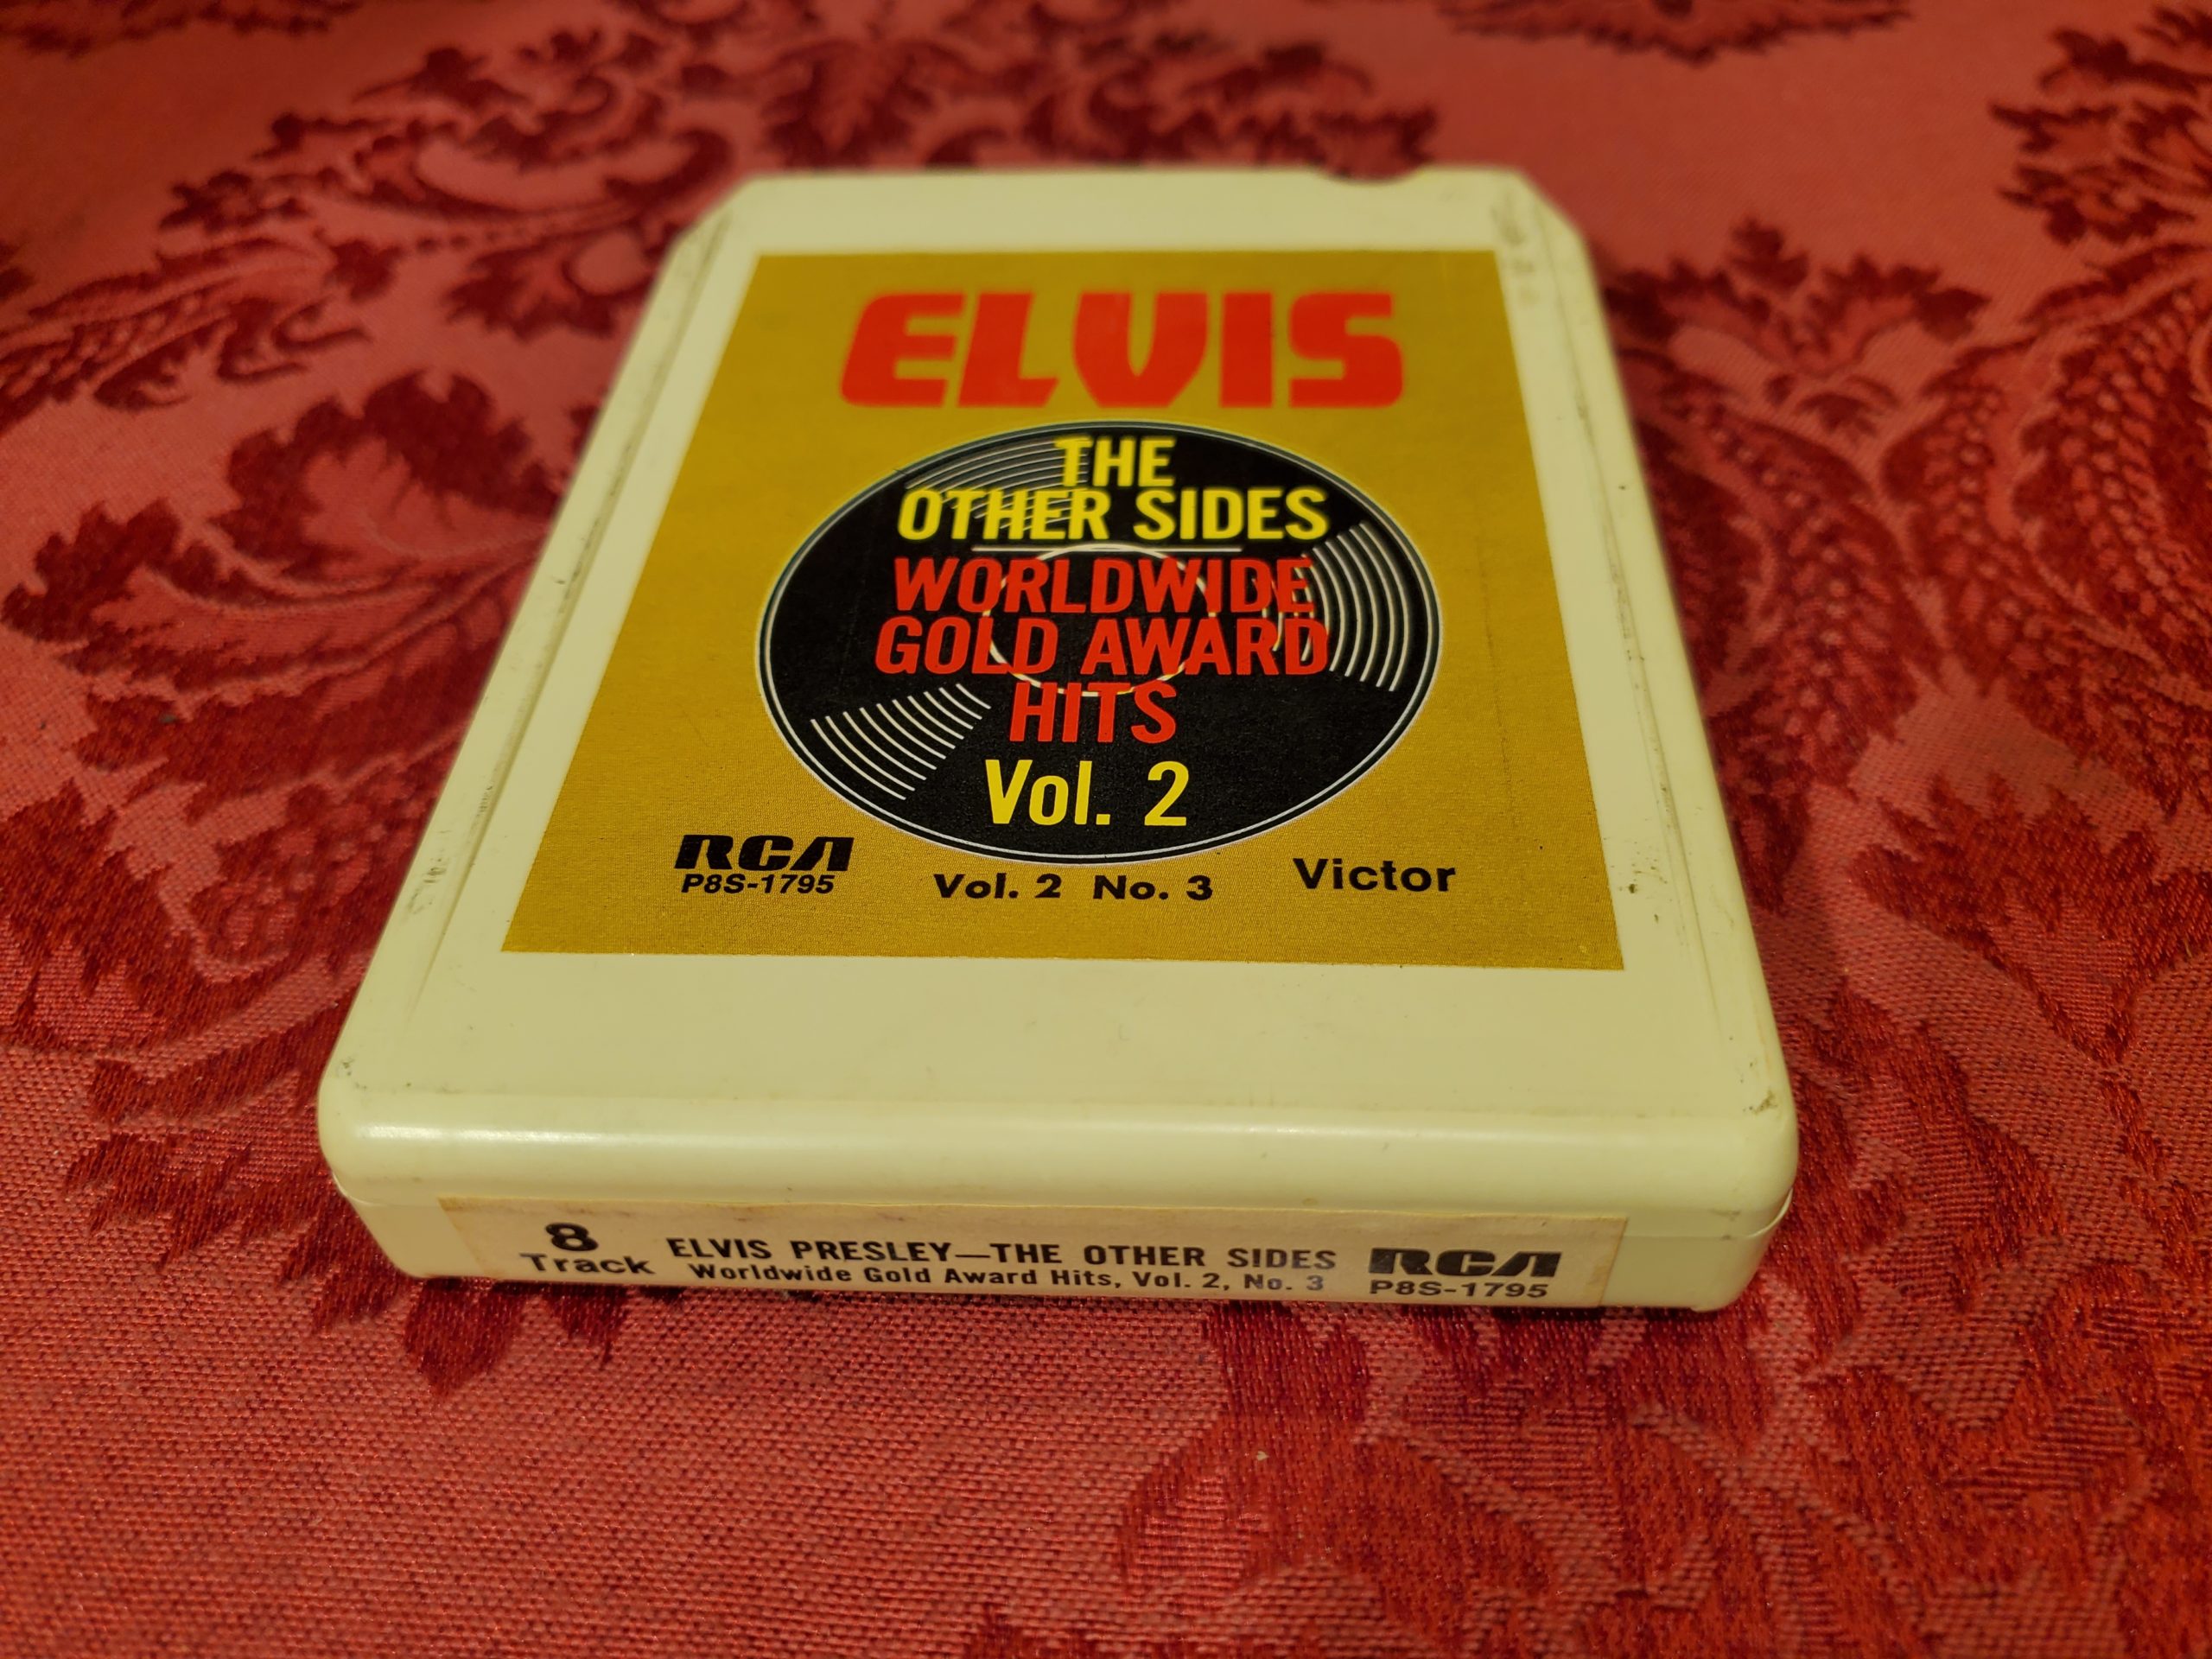 ELVIS
THE
OTHER SIDES
WORLDWIDE
GOLD AWARD
HITS
Vol. 2
RCA
P8S-1795
Vol. 2 No. 3
Victor
8
Track
ELVIS PRESLEY—THE OTHER SIDES
Worldwide Gold Award Hits, Vol. 2, No. 3
RCA
P8S-1795